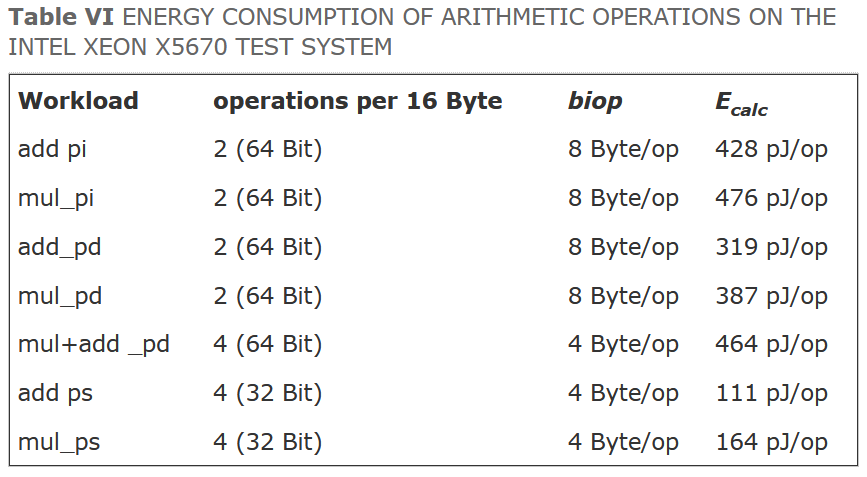 Table VI ENERGY CONSUMPTION OF ARITHMETIC OPERATIONS ON THE
INTEL XEON X5670 TEST SYSTEM
Workload operations per 16 Byte biop Ecalc
add pi 2 (64 Bit) 8 Byte/op 428 pJ/op
mul_pi 2 (64 Bit) 8 Byte/op 476 pJ/op
add_pd 2 (64 Bit) 8 Byte/op 319 pJ/op
mul_pd 2 (64 Bit) 8 Byte/op 387 pJ/op
mul+add _pd 4 (64 Bit) 4 Byte/op 464 pJ/op
add ps 4 (32 Bit) 4 Byte/op 111 pJ/op
mul_ps 4 (32 Bit) 4 Byte/op 164 pJ/op